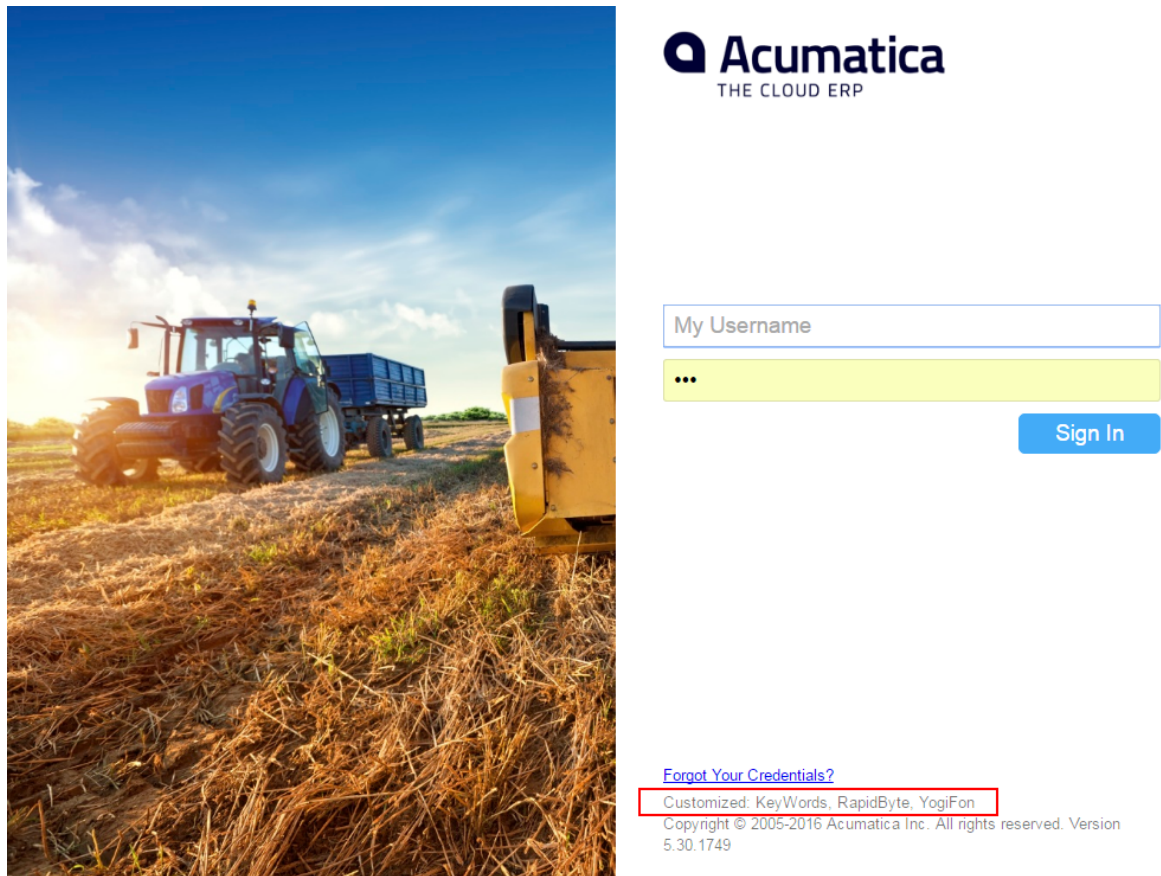 Acumatica
THE CLOUD ERP
My Username
•••
Sign In
Forgot Your Credentials?
Customized: KeyWords, RapidByte, YogiFon
Copyright © 2005-2016 Acumatica Inc. All rights reserved. Version
5.30.1749